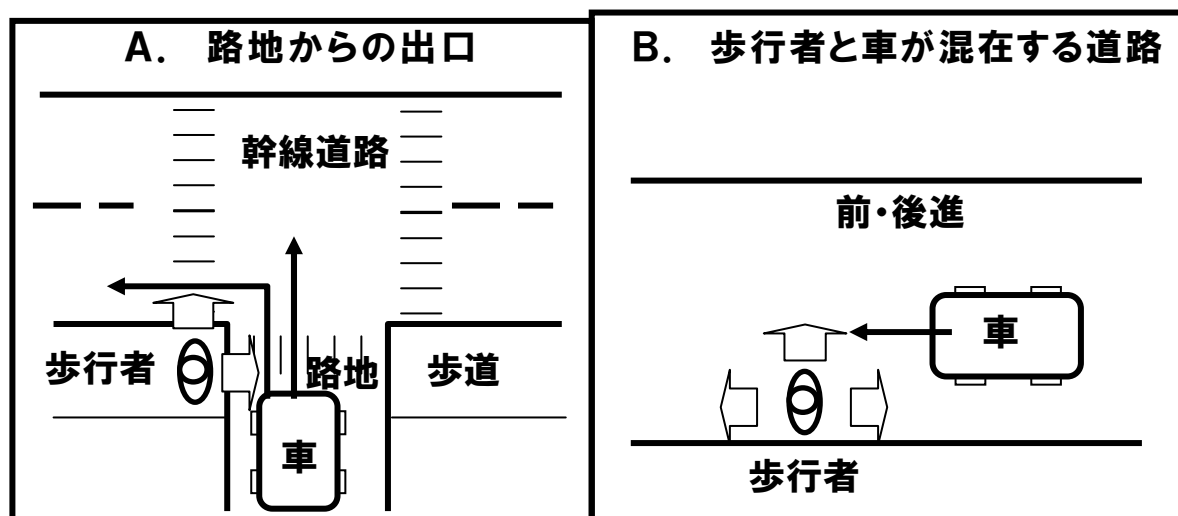 A. 路地からの出口
幹線道路
歩行者
路地
歩道
車
B. 歩行者と車が混在する道路
前・後進
車
歩行者